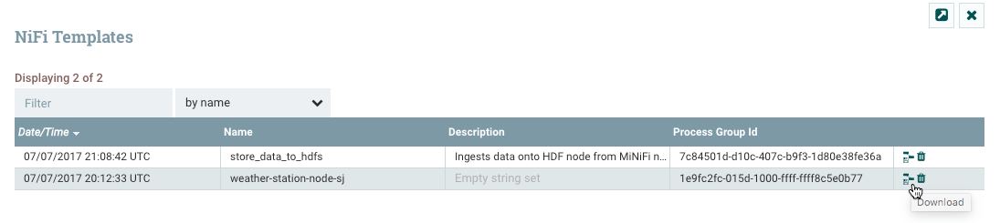 NiFi Templates
Displaying 2 of 2
Filter by name
Date/Time Name Description Process Group Id
07/07/2017 21:08:42 UTC store_data_to_hdfs Ingests data onto HDF node from MiNiFi n... 7c84501d-d10c-407c-b9f3-1d80e38fe36a
07/07/2017 20:12:33 UTC weather-station-node-sj Empty string set 1e9fc2fc-015d-1000-ffff-ffff8c5e0b77
Download